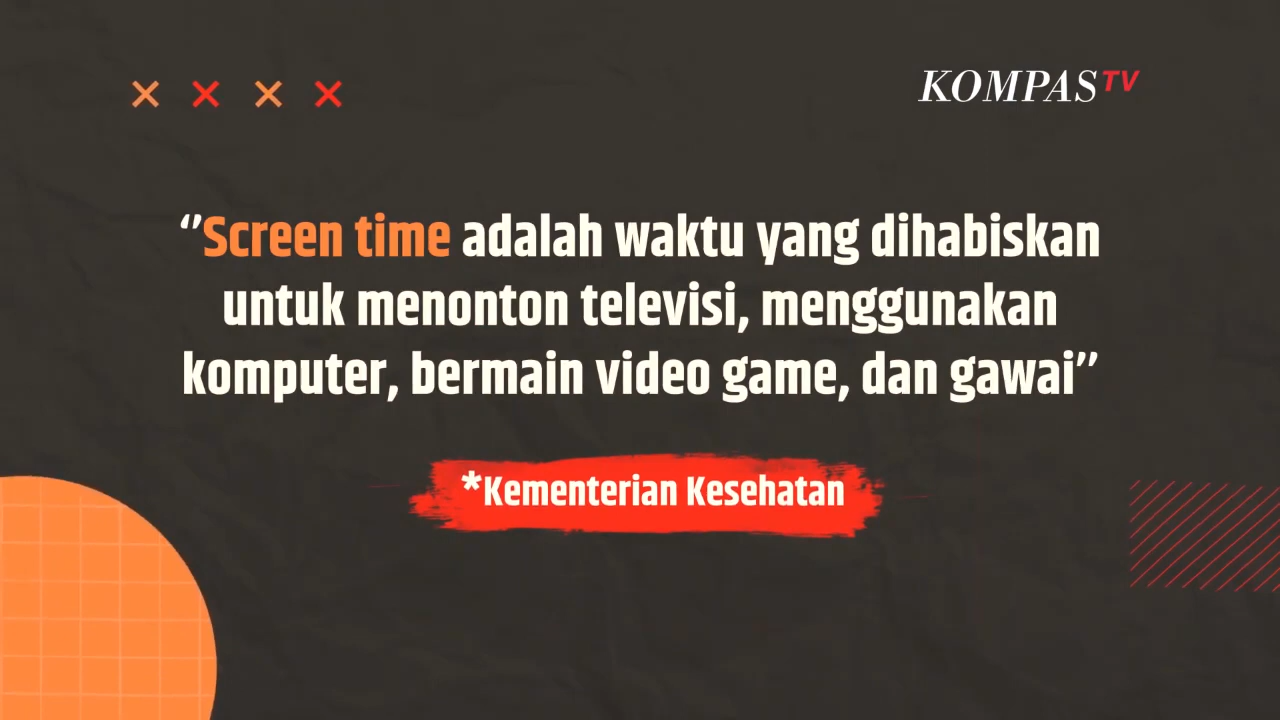 KOMPASTV
‘’Screen time adalah waktu yang dihabiskan
untuk menonton televisi, menggunakan
komputer, bermain video game, dan gawai’’
*Kementerian Kesehatan